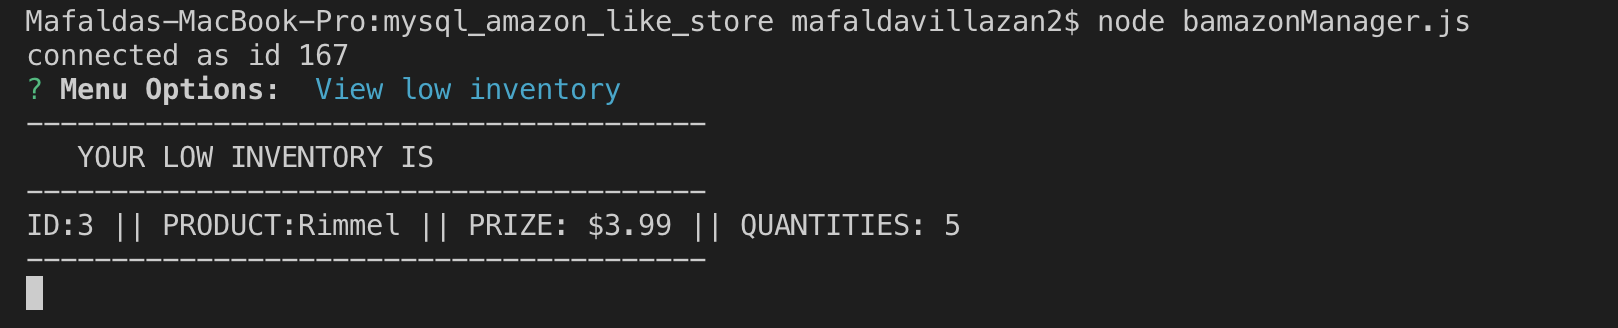 Mafaldas-MacBook-Pro:mysql_amazon_like_store mafaldavillazan2$ node bamazonManager.js
connected as id 167
? Menu Options:  View low inventory
----------------------------------------
   YOUR LOW INVENTORY IS
----------------------------------------
ID:3 || PRODUCT:Rimmel || PRIZE: $3.99 || QUANTITIES: 5
----------------------------------------